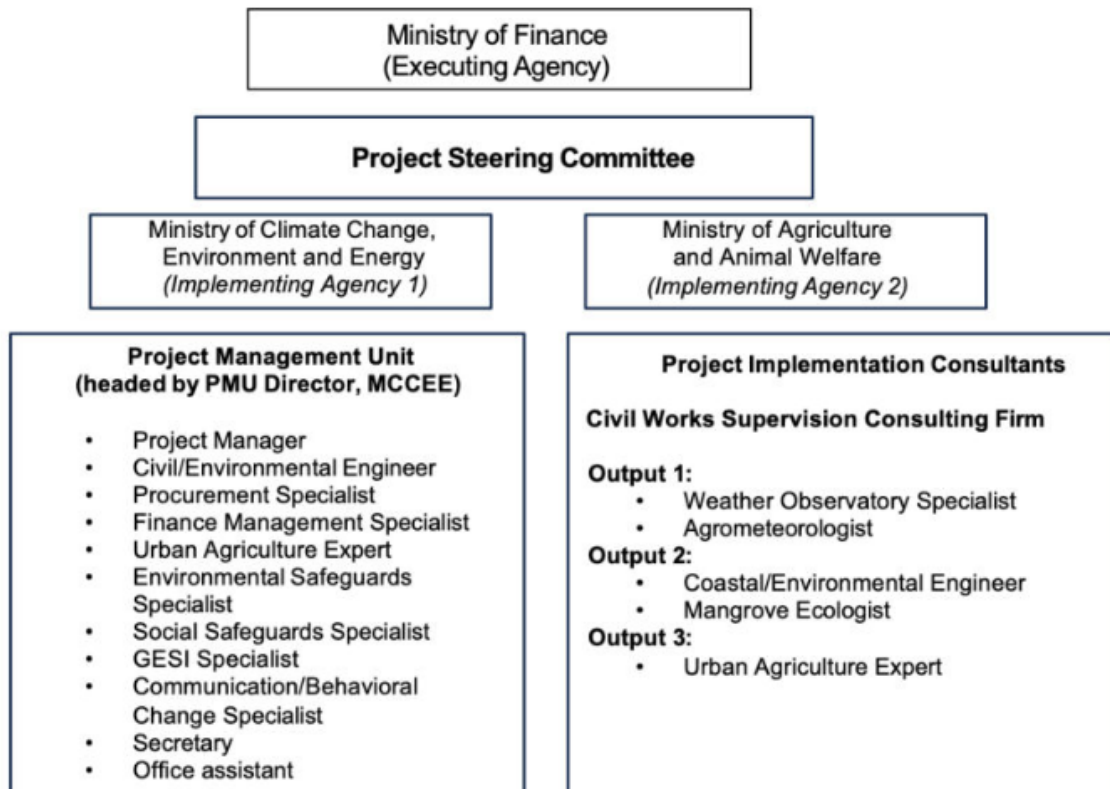 Ministry of Finance
(Executing Agency)
Project Steering Committee
Ministry of Climate Change,
Environment and Energy
(Implementing Agency 1)
Ministry of Agriculture
and Animal Welfare
(Implementing Agency 2)
Project Management Unit
(headed by PMU Director, MCCEE)
• Project Manager
• Civil/Environmental Engineer
• Procurement Specialist
• Finance Management Specialist
• Urban Agriculture Expert
• Environmental Safeguards
Specialist
• Social Safeguards Specialist
• GESI Specialist
• Communication/Behavioral
Change Specialist
• Secretary
• Office assistant
Project Implementation Consultants
Civil Works Supervision Consulting Firm
Output 1:
• Weather Observatory Specialist
• Agrometeorologist
Output 2:
• Coastal/Environmental Engineer
• Mangrove Ecologist
Output 3:
• Urban Agriculture Expert